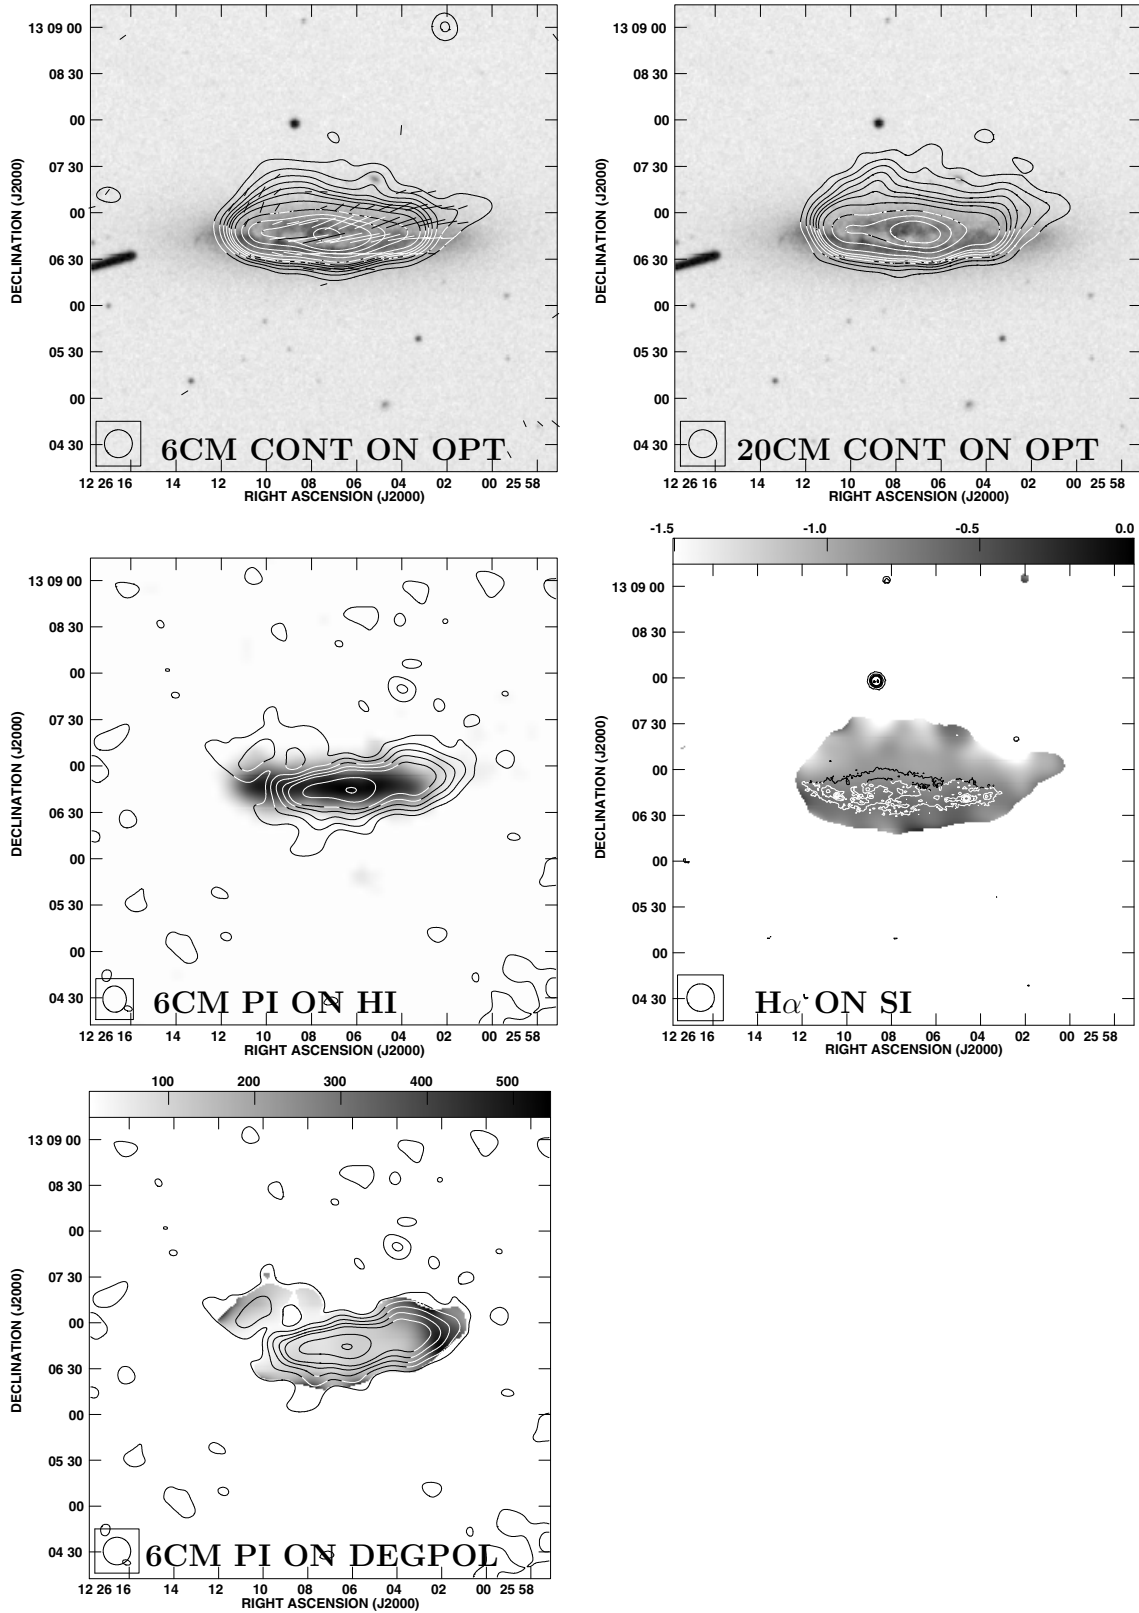 13 09 00
08 30
00
07 30
00
06 30
00
05 30
00
04 30
DECLINATION (J2000)
6CM CONT ON OPT
12 26 16 14 12 10 08 06 04 02 00 25 58
RIGHT ASCENSION (J2000)
13 09 00
08 30
00
07 30
00
06 30
00
05 30
00
04 30
DECLINATION (J2000)
20CM CONT ON OPT
12 26 16 14 12 10 08 06 04 02 00 25 58
RIGHT ASCENSION (J2000)
13 09 00
08 30
00
07 30
00
06 30
00
05 30
00
04 30
DECLINATION (J2000)
6CM PI ON HI
12 26 16 14 12 10 08 06 04 02 00 25 58
RIGHT ASCENSION (J2000)
-1.5 -1.0 -0.5 0.0
13 09 00
08 30
00
07 30
00
06 30
00
05 30
00
04 30
DECLINATION (J2000)
Hα ON SI
12 26 16 14 12 10 08 06 04 02 00 25 58
RIGHT ASCENSION (J2000)
100 200 300 400 500
13 09 00
08 30
00
07 30
00
06 30
00
05 30
00
04 30
DECLINATION (J2000)
6CM PI ON DEGPOL
12 26 16 14 12 10 08 06 04 02 00 25 58
RIGHT ASCENSION (J2000)